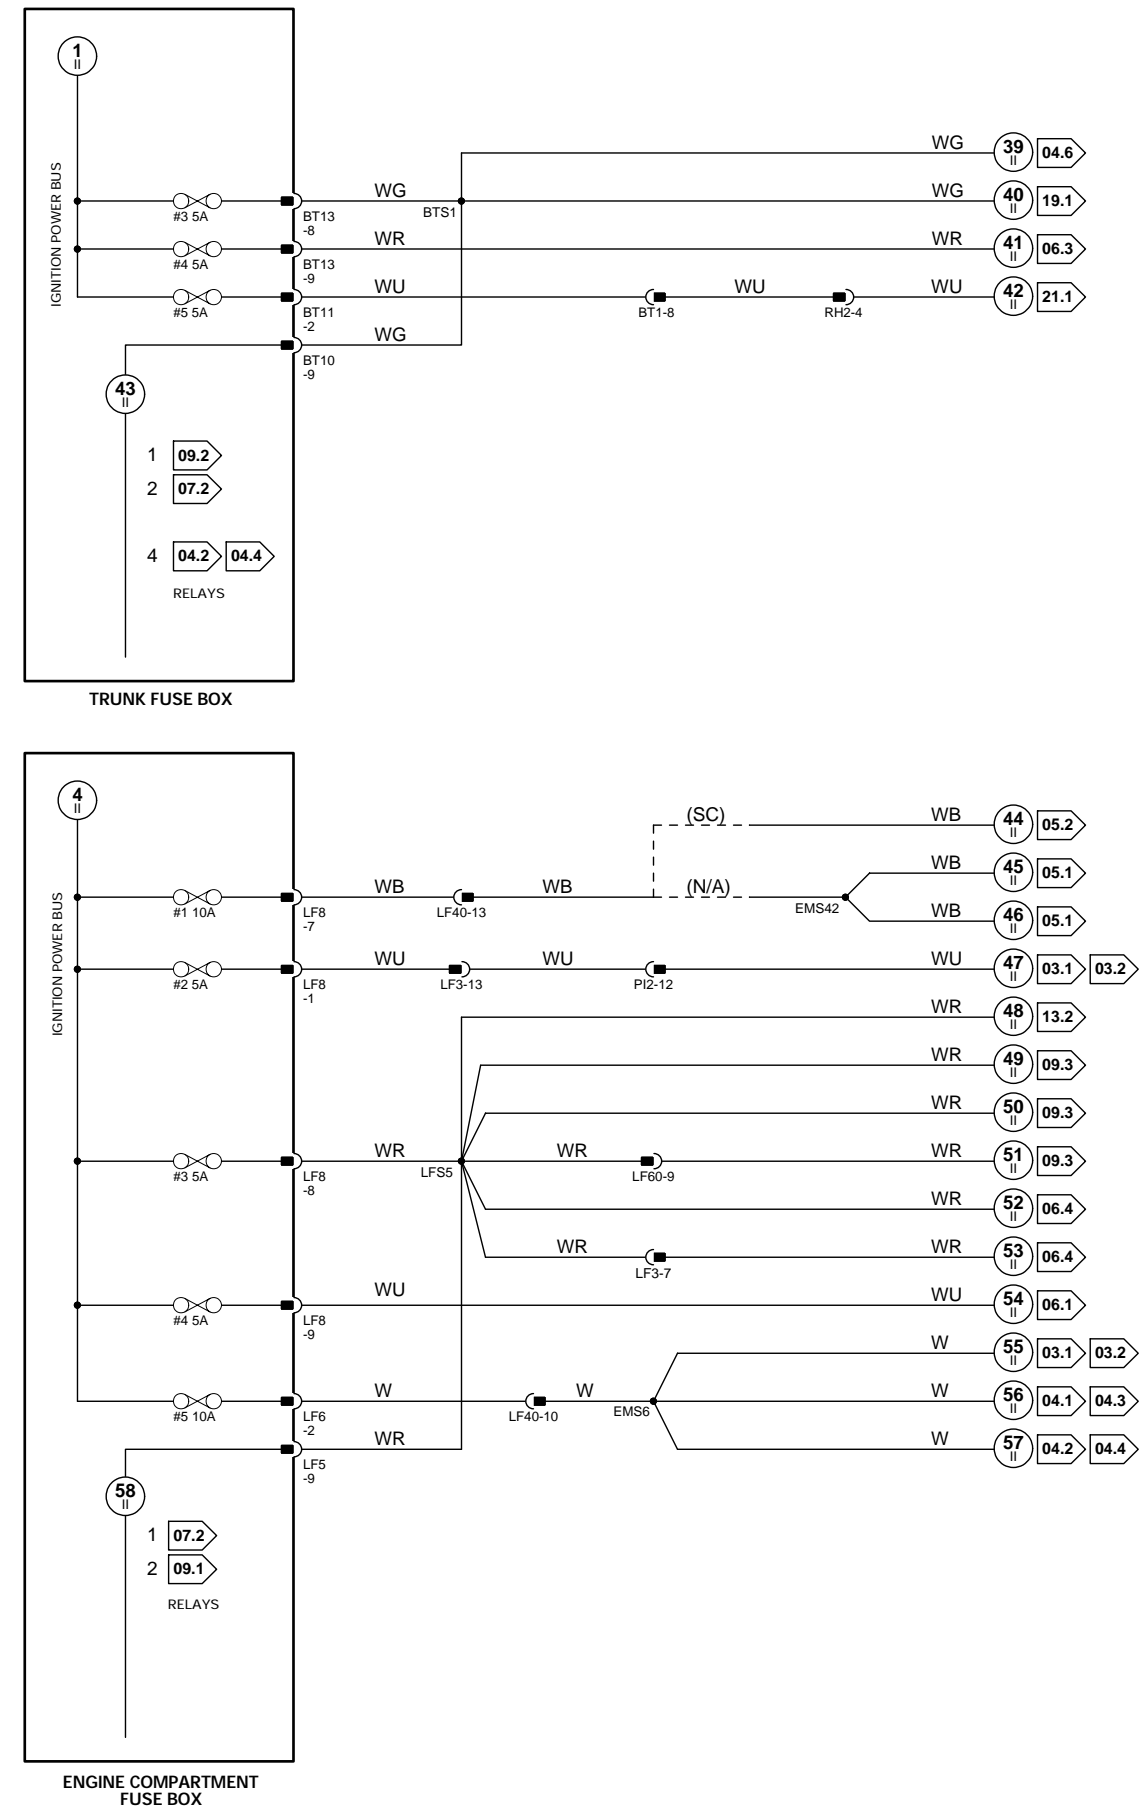 1
II
IGNITION POWER BUS
WG
39
II
04.6
#3 5A
BT13
-8
WG
BTS1
WG
40
II
19.1
#4 5A
BT13
-9
WR
WR
41
II
06.3
#5 5A
BT11
-2
WU
BT1-8
WU
RH2-4
WU
42
II
21.1
BT10
-9
WG
43
II
1
09.2
2
07.2
4
04.2
04.4
RELAYS
TRUNK FUSE BOX
4
II
IGNITION POWER BUS
(SC)
WB
44
II
05.2
WB
45
II
05.1
#1 10A
LF8
-7
WB
LF40-13
WB
(N/A)
EMS42
WB
46
II
05.1
#2 5A
LF8
-1
WU
LF3-13
WU
PI2-12
WU
47
II
03.1
03.2
WR
48
II
13.2
WR
49
II
09.3
WR
50
II
09.3
#3 5A
LF8
-8
WR
LFS5
WR
LF60-9
WR
51
II
09.3
WR
52
II
06.4
WR
LF3-7
WR
53
II
06.4
#4 5A
LF8
-9
WU
WU
54
II
06.1
W
55
II
03.1
03.2
#5 10A
LF6
-2
W
LF40-10
W
EMS6
W
56
II
04.1
04.3
LF5
-9
WR
W
57
II
04.2
04.4
58
II
1
07.2
2
09.1
RELAYS
ENGINE COMPARTMENT
FUSE BOX